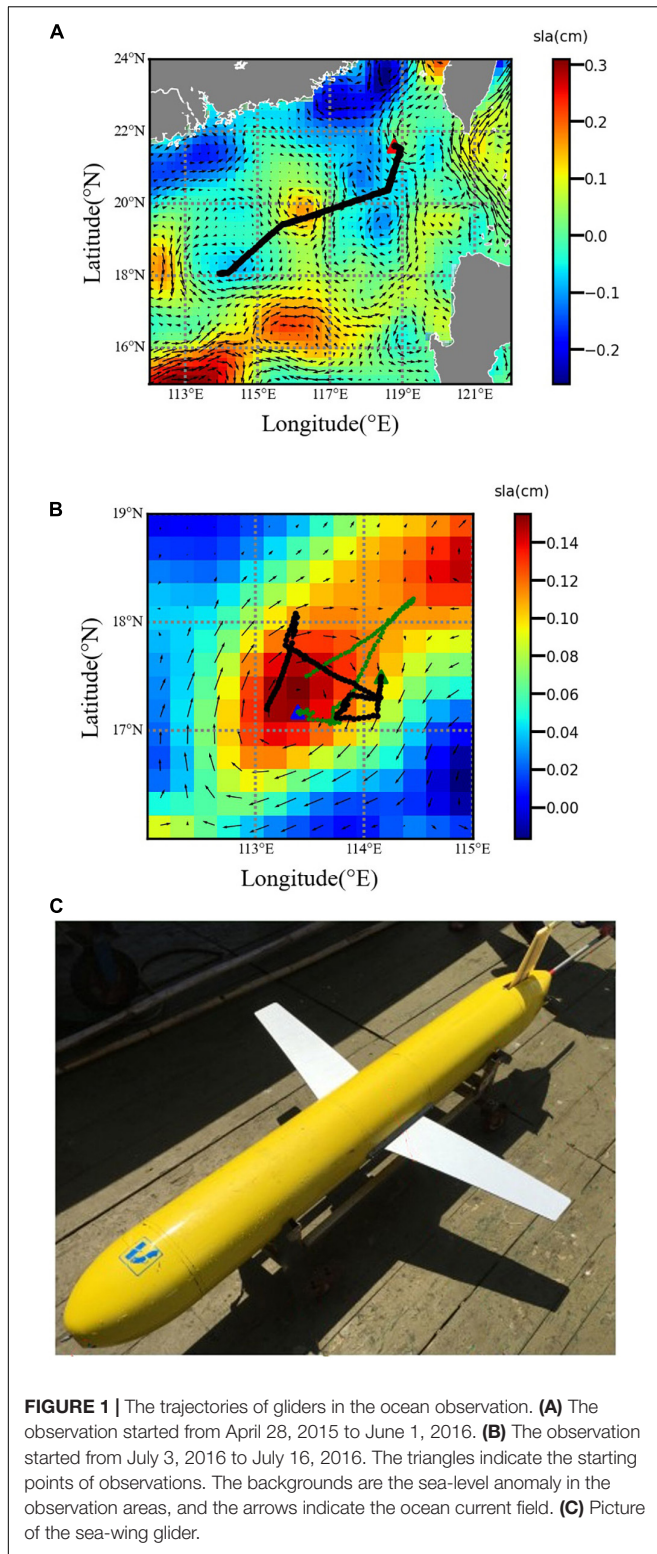 A
sla(cm)
24°N
22°N
20°N
18°N
16°N
Latitude(°N)
113°E 115°E 117°E 119°E 121°E
Longitude(°E)
0.3
0.2
0.1
0.0
−0.1
−0.2
B
sla(cm)
19°N
18°N
17°N
Latitude(°N)
113°E 114°E 115°E
Longitude(°E)
0.14
0.12
0.10
0.08
0.06
0.04
0.02
0.00
C
FIGURE 1 | The trajectories of gliders in the ocean observation. (A) The
observation started from April 28, 2015 to June 1, 2016. (B) The observation
started from July 3, 2016 to July 16, 2016. The triangles indicate the starting
points of observations. The backgrounds are the sea-level anomaly in the
observation areas, and the arrows indicate the ocean current field. (C) Picture
of the sea-wing glider.